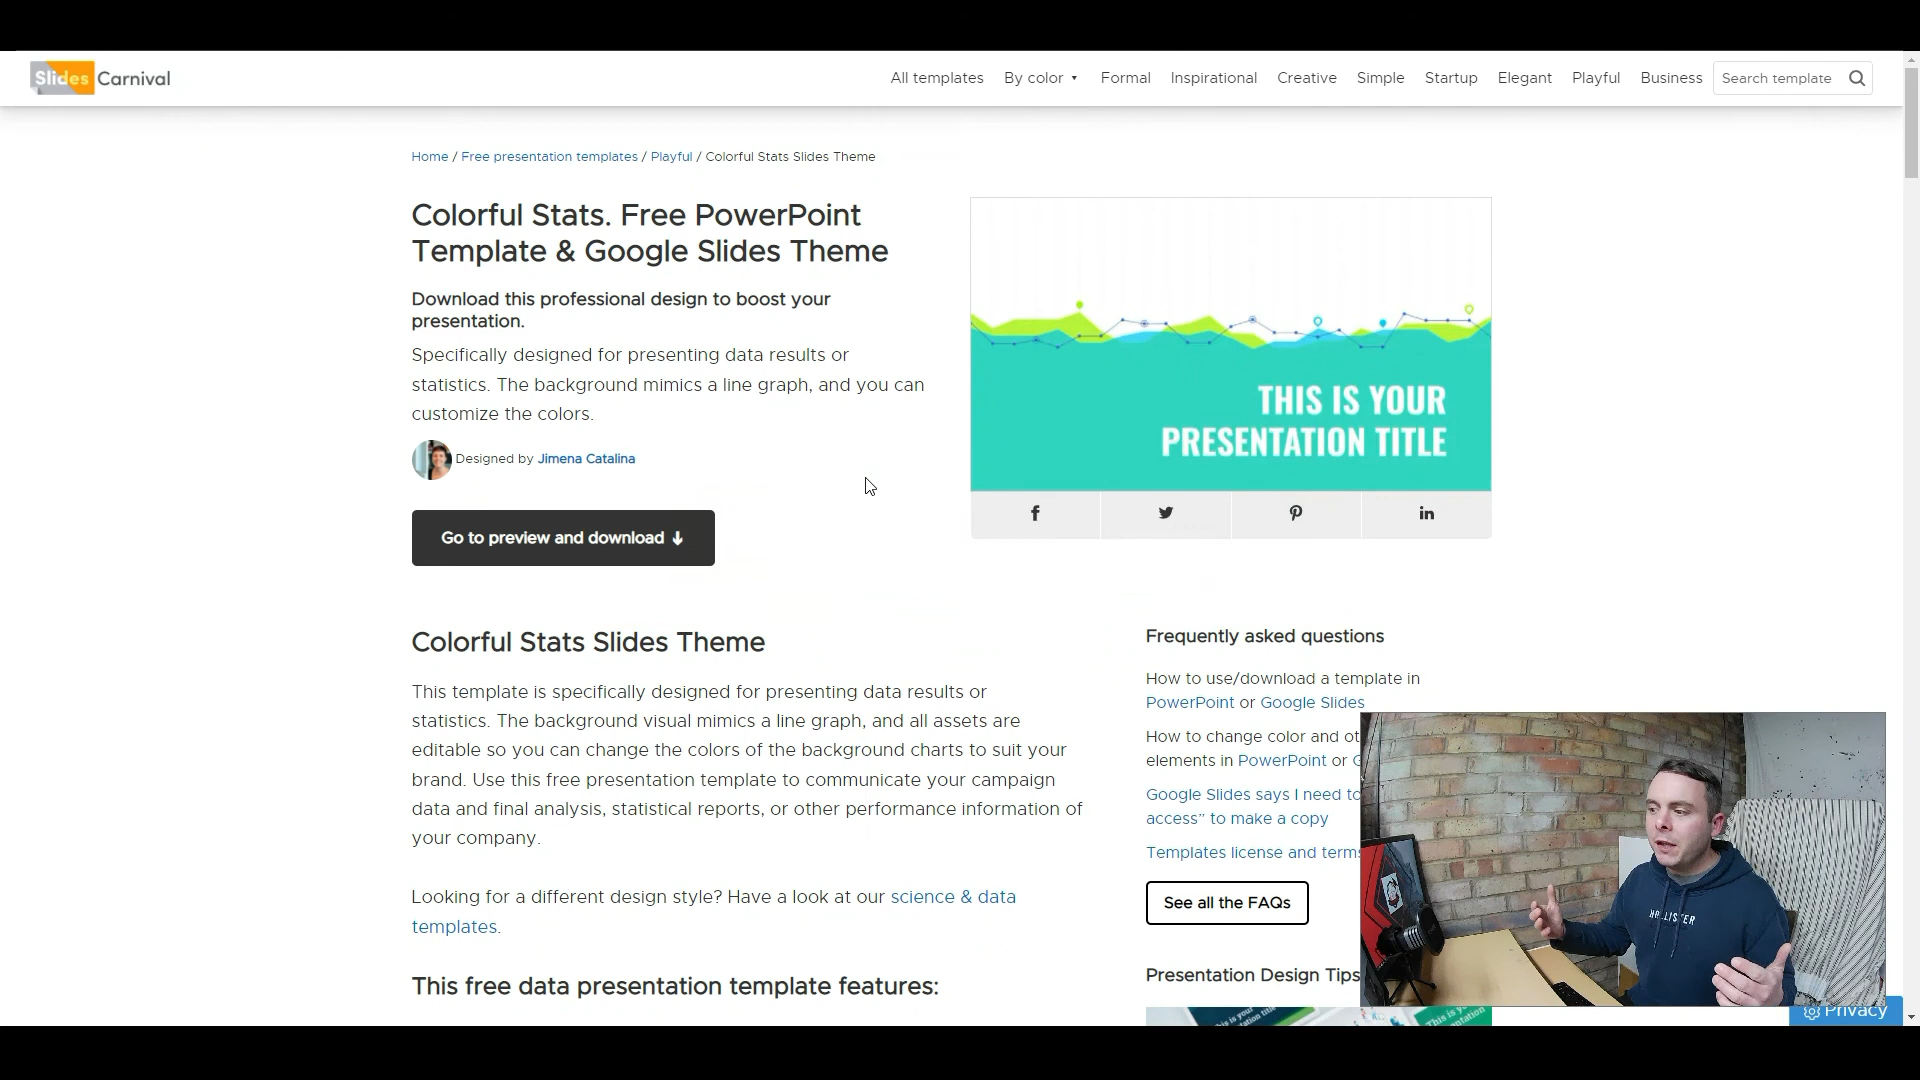 Slides Carnival
All templates By color Formal Inspirational Creative Simple Startup Elegant Playful Business Search template
Home / Free presentation templates / Playful / Colorful Stats Slides Theme
Colorful Stats. Free PowerPoint
Template & Google Slides Theme
Download this professional design to boost your
presentation.
Specifically designed for presenting data results or
statistics. The background mimics a line graph, and you can
customize the colors.
Designed by Jimena Catalina
Go to preview and download
THIS IS YOUR
PRESENTATION TITLE
Colorful Stats Slides Theme
This template is specifically designed for presenting data results or
statistics. The background visual mimics a line graph, and all assets are
editable so you can change the colors of the background charts to suit your
brand. Use this free presentation template to communicate your campaign
data and final analysis, statistical reports, or other performance information of
your company.
Looking for a different design style? Have a look at our science & data
templates.
This free data presentation template features:
Frequently asked questions
How to use/download a template in
PowerPoint or Google Slides
How to change color and ot
elements in PowerPoint or G
Google Slides says I need to
access” to make a copy
Templates license and terms
See all the FAQs
Presentation Design Tips
This is your
presentation title
This is yo
presentation
HOLLISTER
Privacy